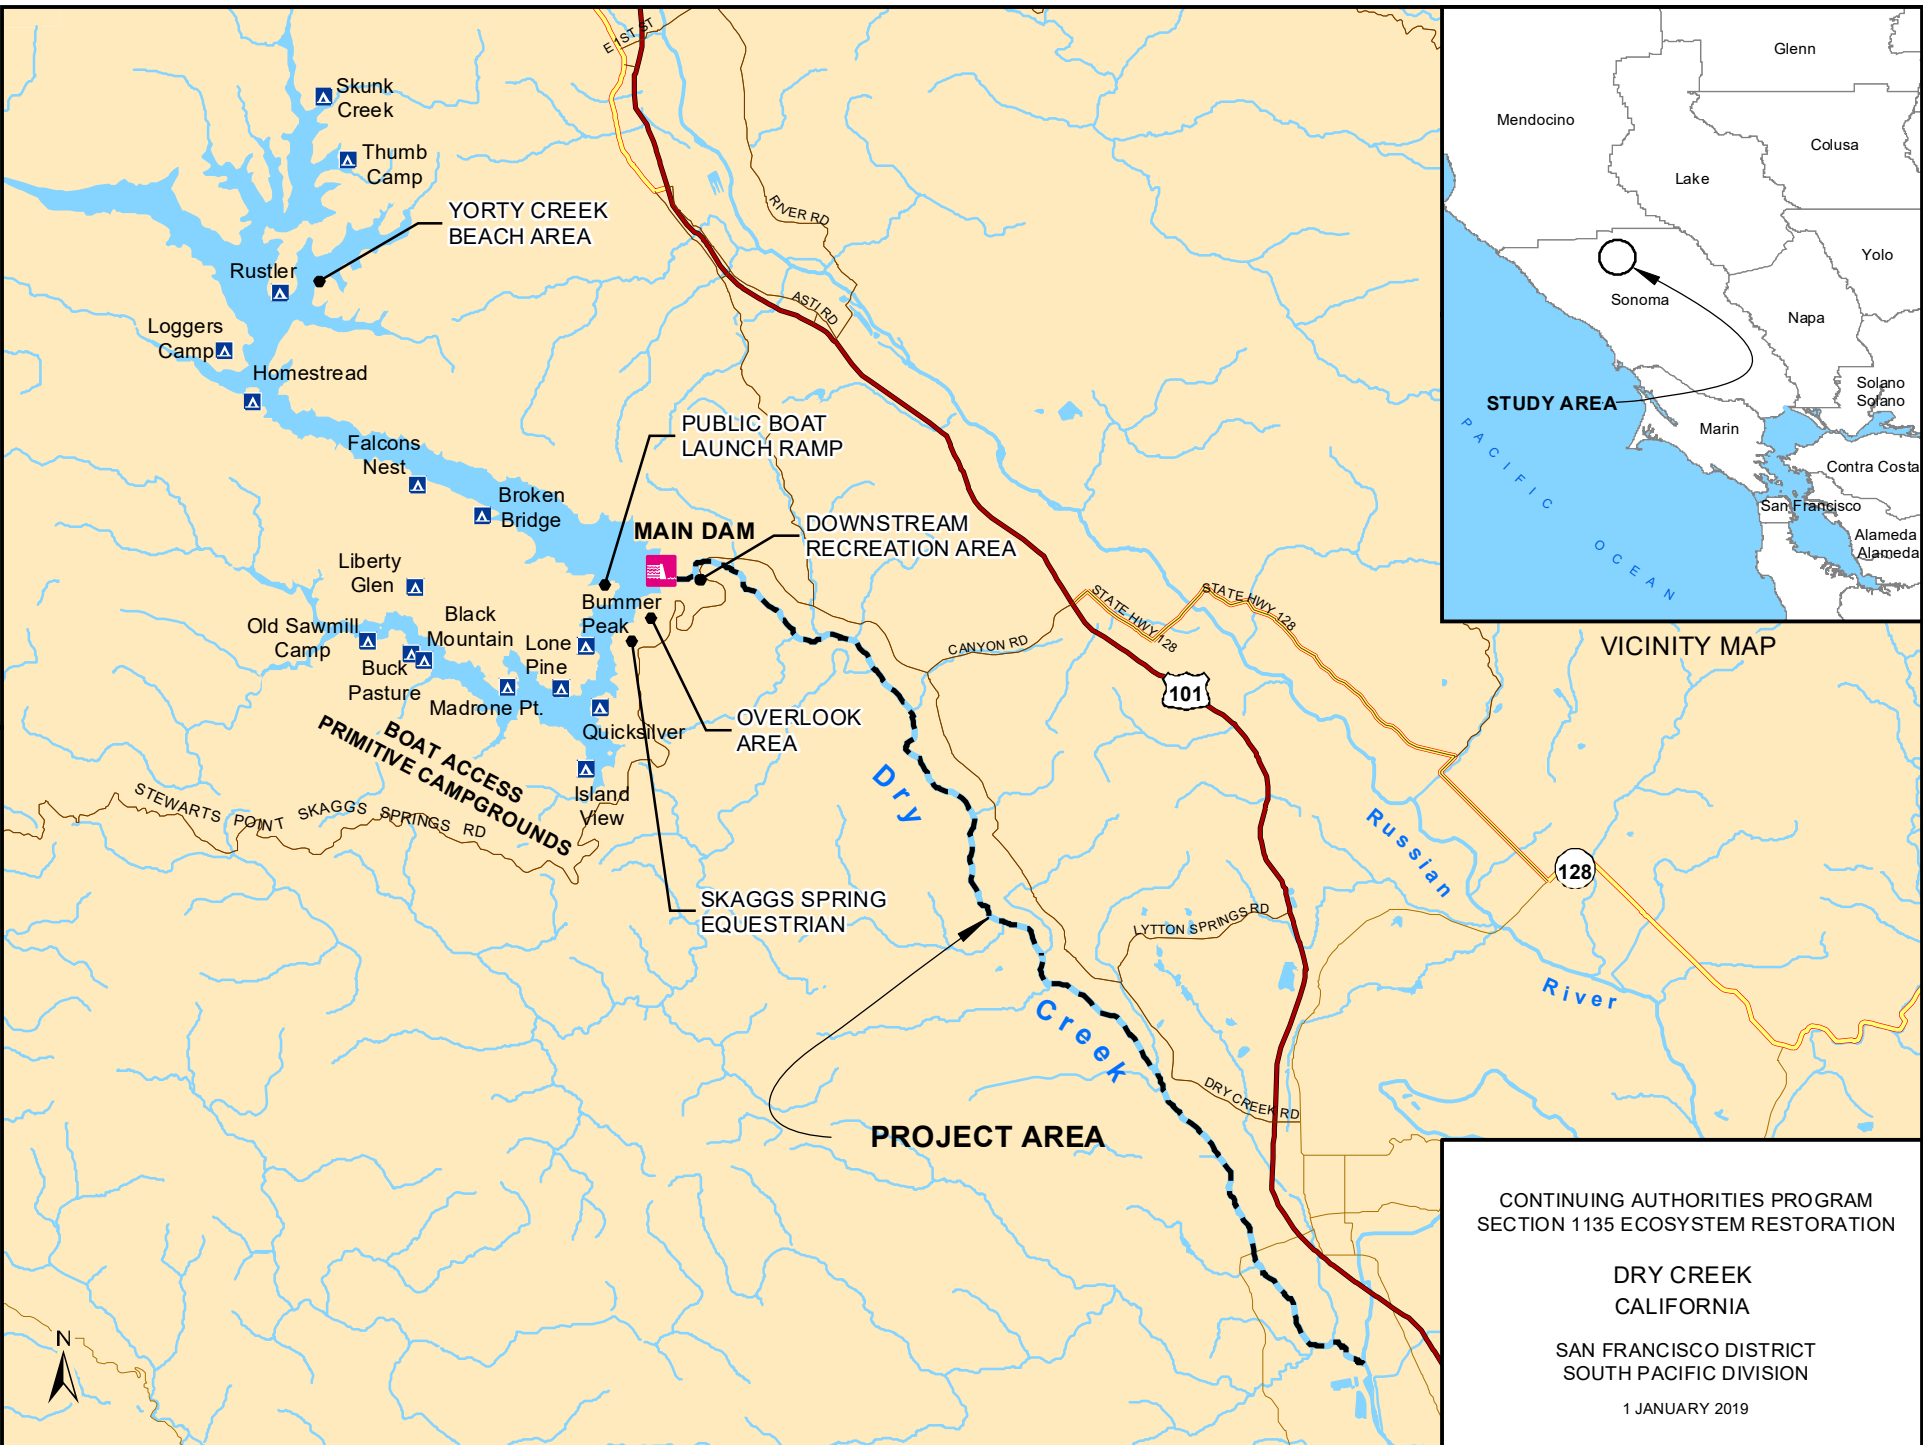 E 1ST ST
Skunk
Creek
Thumb
Camp
YORTY CREEK
BEACH AREA
RIVER RD
Rustler
ASTI RD
Loggers
Camp
Homestread
PUBLIC BOAT
LAUNCH RAMP
Falcons
Nest
Broken
Bridge
MAIN DAM
DOWNSTREAM
RECREATION AREA
Liberty
Glen
Bummer
Peak
Black
Mountain
Old Sawmill
Camp
Lone
Pine
Buck
Pasture
Madrone Pt.
Quicksilver
OVERLOOK
AREA
BOAT ACCESS
PRIMITIVE CAMPGROUNDS
Island
View
STEWARTS POINT SKAGGS SPRINGS RD
SKAGGS SPRING
EQUESTRIAN
CANYON RD
STATE HWY 128
STATE HWY 128
101
128
Dry
Creek
Russian
River
LYTTON SPRINGS RD
DRY CREEK RD
PROJECT AREA
N
Glenn
Mendocino
Colusa
Lake
Yolo
Sonoma
Napa
STUDY AREA
Solano
Solano
Marin
Contra Costa
San Francisco
Alameda
Alameda
PACIFIC
OCEAN
VICINITY MAP
CONTINUING AUTHORITIES PROGRAM
SECTION 1135 ECOSYSTEM RESTORATION
DRY CREEK
CALIFORNIA
SAN FRANCISCO DISTRICT
SOUTH PACIFIC DIVISION
1 JANUARY 2019